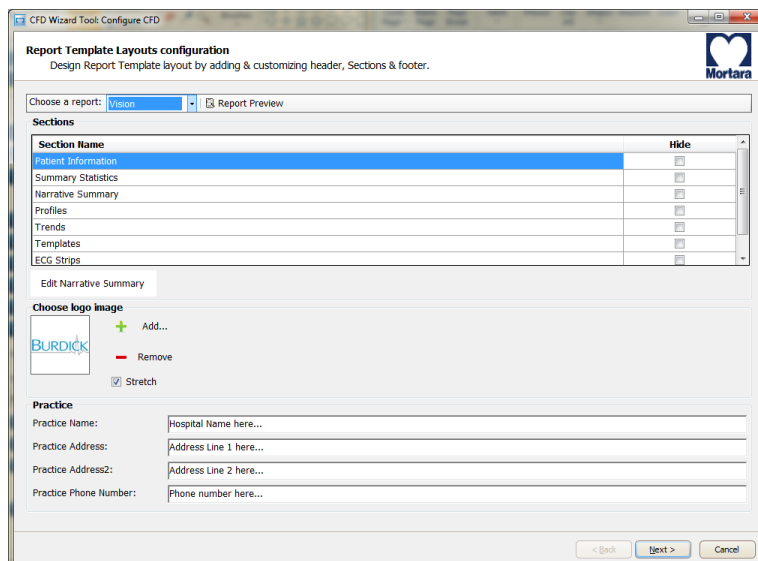 CFD Wizard Tool: Configure CFD
Report Template Layouts configuration
Design Report Template layout by adding & customizing header, Sections & footer.
Mortara
Choose a report: Vision Report Preview
Sections
Section Name Hide
Patient Information
Summary Statistics
Narrative Summary
Profiles
Trends
Templates
ECG Strips
Edit Narrative Summary
Choose logo image
BURDICK
Add...
Remove
Stretch
Practice
Practice Name: Hospital Name here...
Practice Address: Address Line 1 here...
Practice Address2: Address Line 2 here...
Practice Phone Number: Phone number here...
< Back Next > Cancel